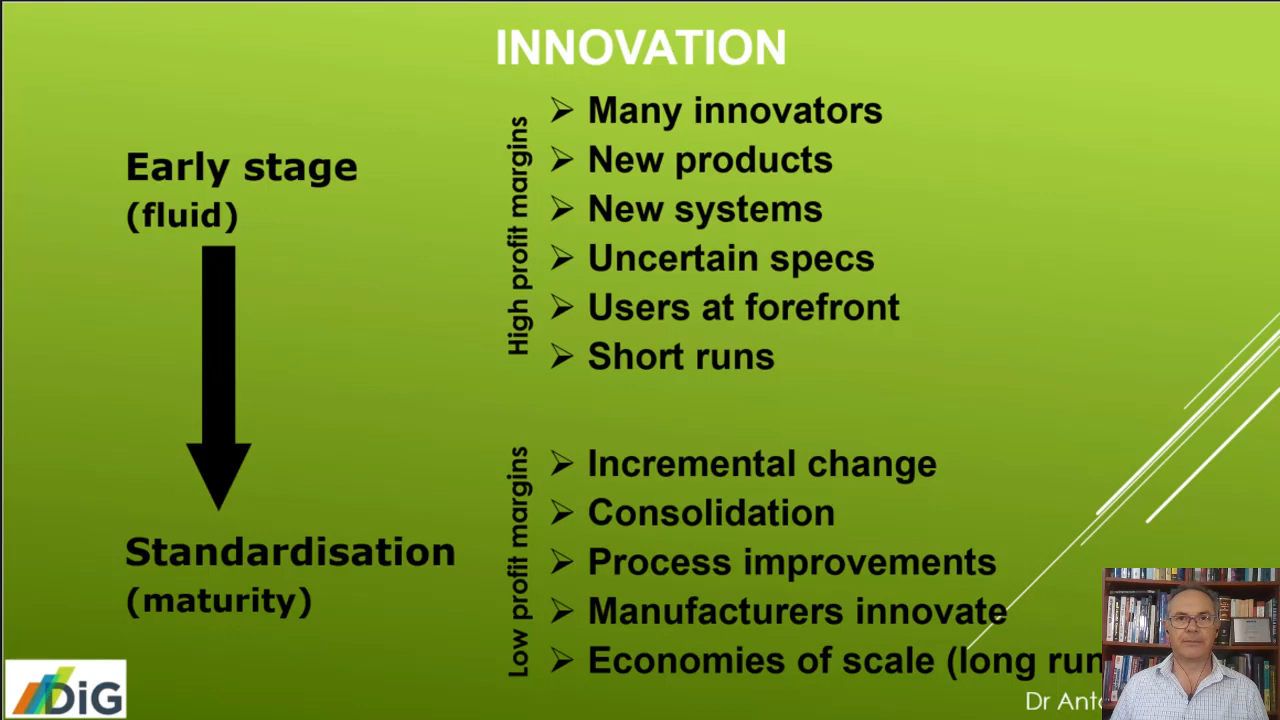 INNOVATION
Early stage
(fluid)
High profit margins
➢ Many innovators
➢ New products
➢ New systems
➢ Uncertain specs
➢ Users at forefront
➢ Short runs
Standardisation
(maturity)
Low profit margins
➢ Incremental change
➢ Consolidation
➢ Process improvements
➢ Manufacturers innovate
➢ Economies of scale (long run
DiG
Dr Anto